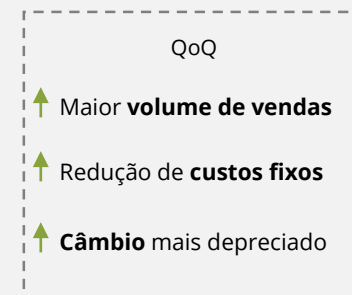 QoQ
Maior volume de vendas
Redução de custos fixos
Câmbio mais depreciado